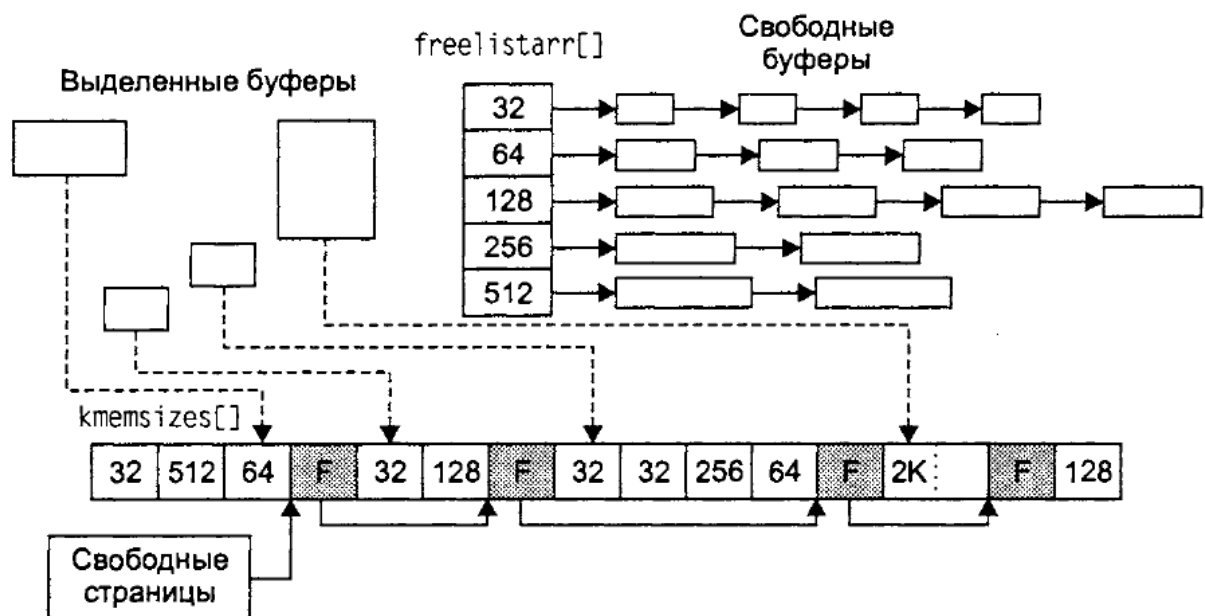 freelistarr[]
Свободные
буферы
Выделенные буферы
32
64
128
256
512
kmemsizes[]
32 512 64 F 32 128 F 32 32 256 64 F 2K F 128
Свободные
страницы